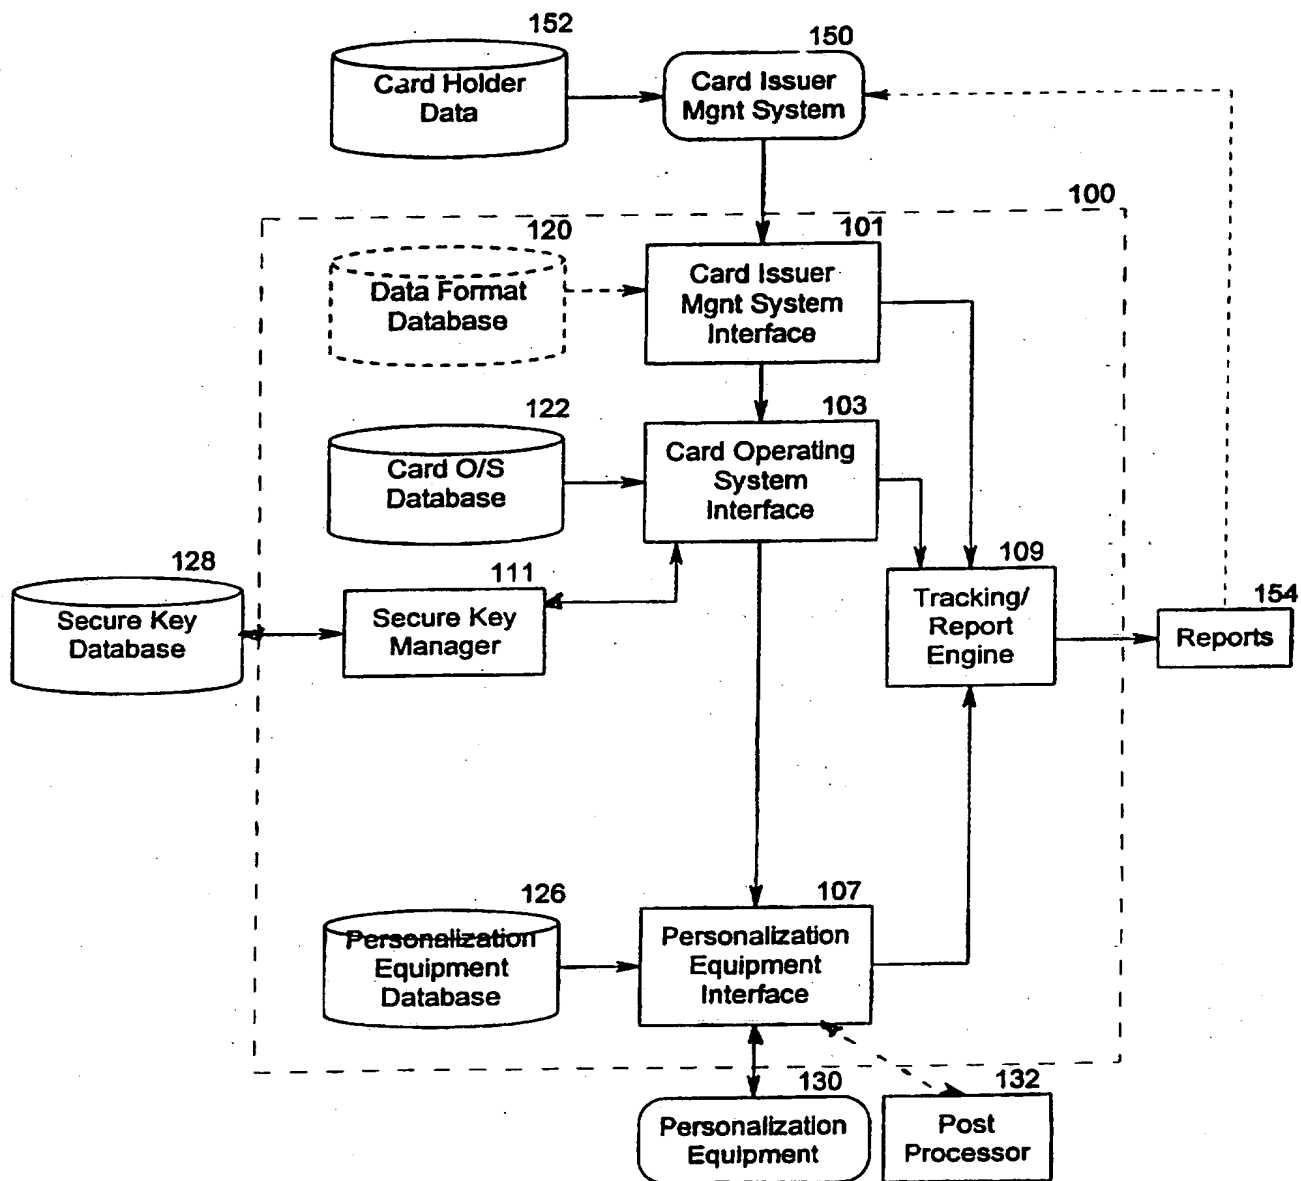 152
Card Holder
Data
150
Card Issuer
Mgnt System
100
120
Data Format
Database
101
Card Issuer
Mgnt System
Interface
122
Card O/S
Database
103
Card Operating
System
Interface
128
Secure Key
Database
111
Secure Key
Manager
109
Tracking/
Report
Engine
154
Reports
126
Personalization
Equipment
Database
107
Personalization
Equipment
Interface
130
Personalization
Equipment
132
Post
Processor